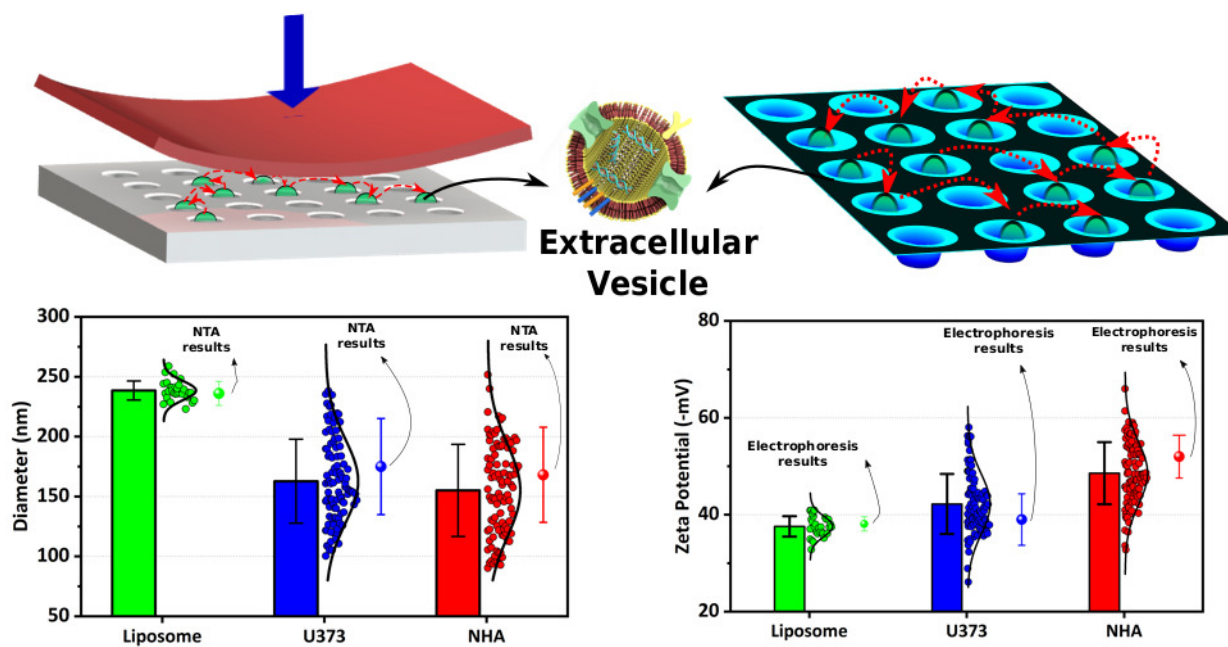 Extracellular
Vesicle
300
250
200
150
100
50
Diameter (nm)
NTA
results
NTA
results
NTA
results
Liposome
U373
NHA
80
60
40
20
Zeta Potential (-mV)
Electrophoresis
results
Electrophoresis
results
Electrophoresis
results
Liposome
U373
NHA